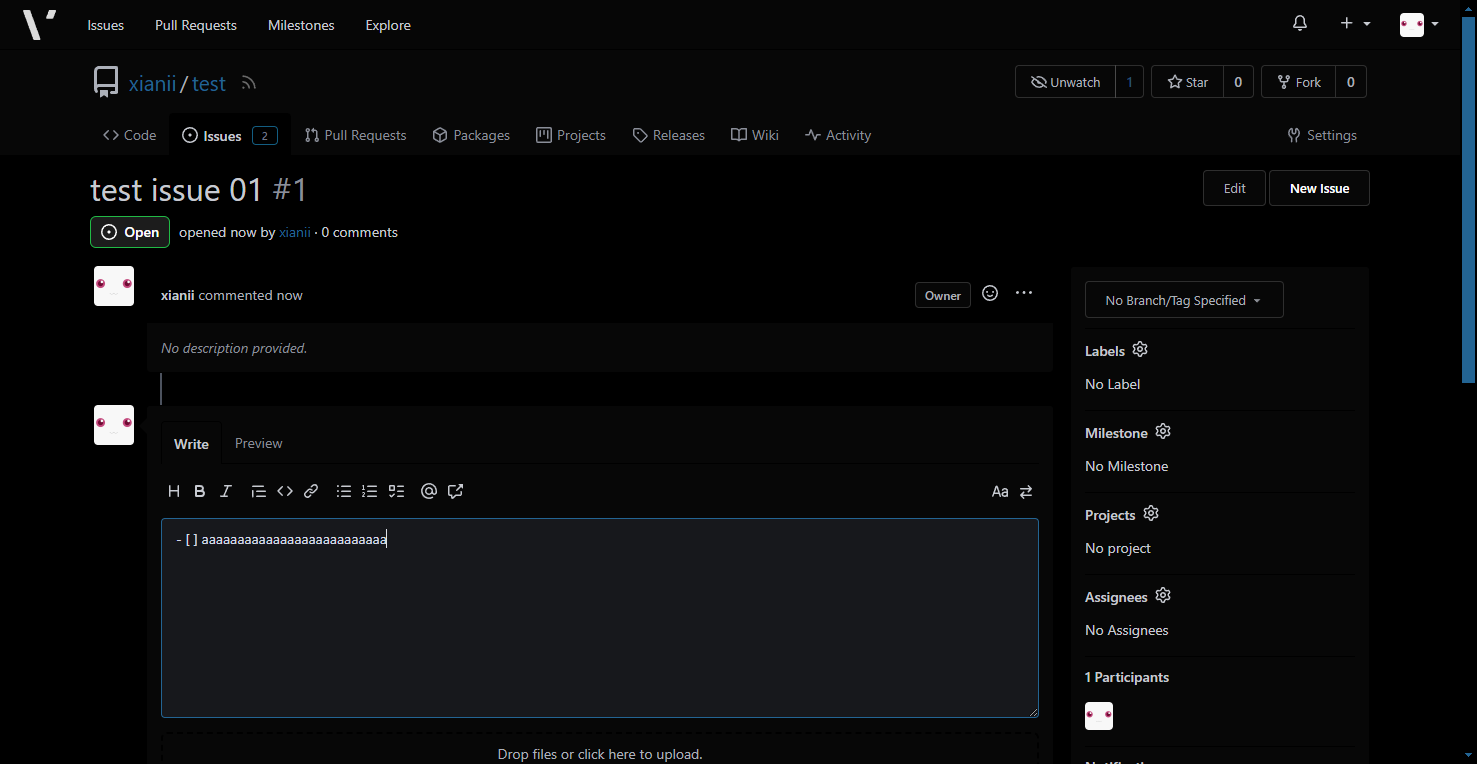 Issues Pull Requests Milestones Explore
xianii / test
Unwatch 1 Star 0 Fork 0
Code Issues 2 Pull Requests Packages Projects Releases Wiki Activity Settings
test issue 01 #1
Edit New Issue
Open opened now by xianii · 0 comments
xianii commented now
Owner
No description provided.
Write Preview
H B I
Aa
- [ ] aaaaaaaaaaaaaaaaaaaaaaaaaa
Drop files or click here to upload.
No Branch/Tag Specified
Labels
No Label
Milestone
No Milestone
Projects
No project
Assignees
No Assignees
1 Participants